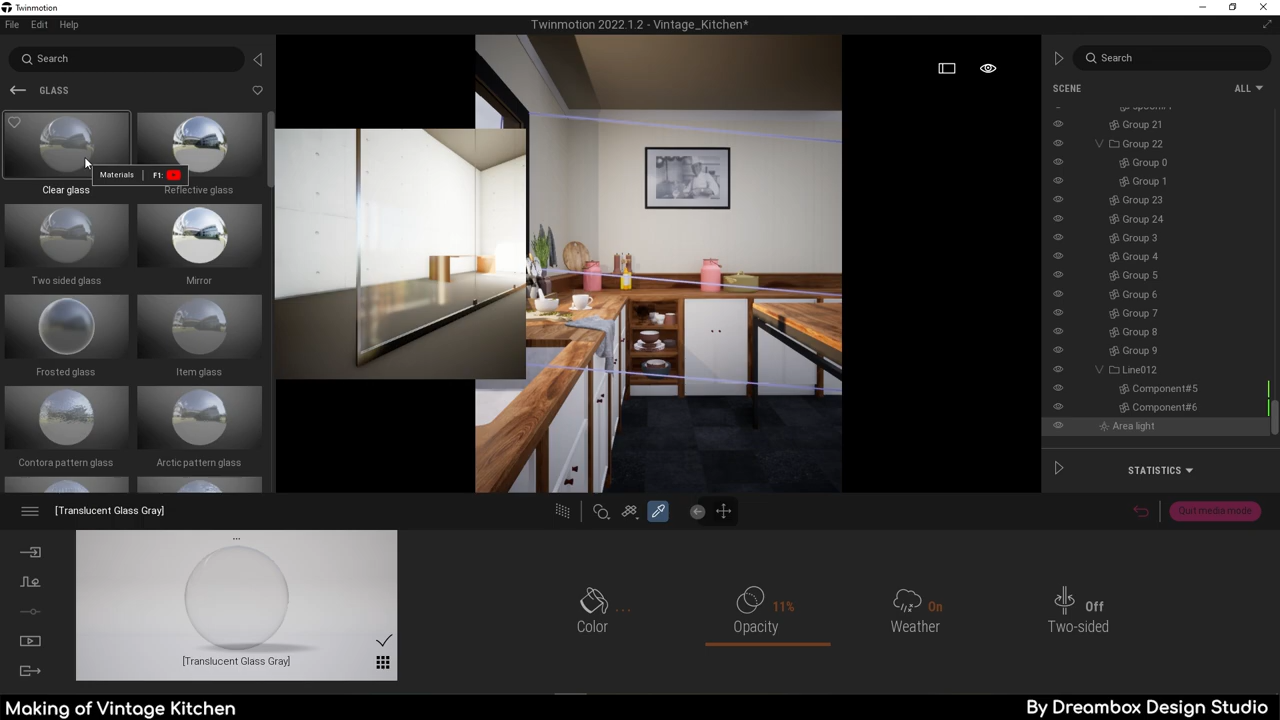 Twinmotion
File Edit Help
Twinmotion 2022.1.2 - Vintage_Kitchen*
Search
GLASS
Materials F1:
Clear glass
Reflective glass
Two sided glass
Mirror
Frosted glass
Item glass
Contora pattern glass
Arctic pattern glass
Search
SCENE ALL
Group 21
Group 22
Group 0
Group 1
Group 23
Group 24
Group 3
Group 4
Group 5
Group 6
Group 7
Group 8
Group 9
Line012
Component#5
Component#6
Area light
STATISTICS
[Translucent Glass Gray]
Quit media mode
...
[Translucent Glass Gray]
...
Color
11%
Opacity
On
Weather
Off
Two-sided
Making of Vintage Kitchen
By Dreambox Design Studio